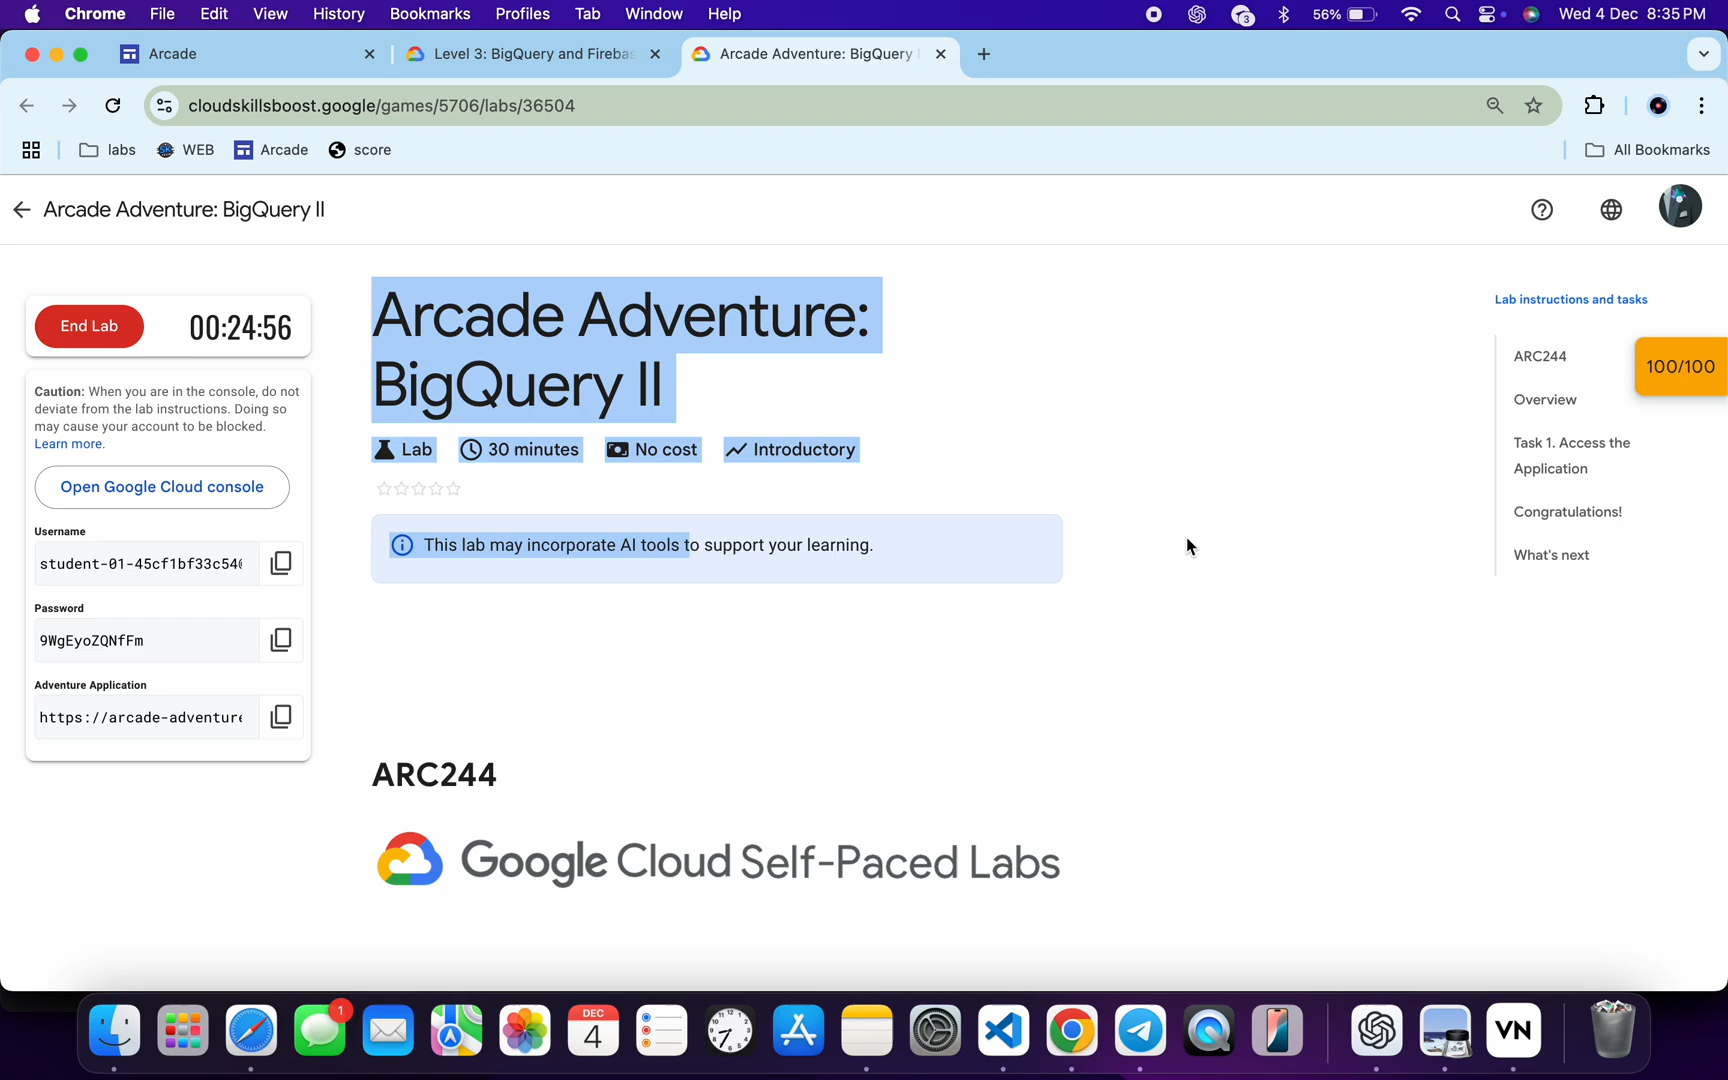 Chrome File Edit View History Bookmarks Profiles Tab Window Help 3 56% Wed 4 Dec 8:35 PM
Arcade Level 3: BigQuery and Firebas Arcade Adventure: BigQuery
cloudskillsboost.google/games/5706/labs/36504
labs WEB Arcade score All Bookmarks
Arcade Adventure: BigQuery II
End Lab 00:24:56
Caution: When you are in the console, do not
deviate from the lab instructions. Doing so
may cause your account to be blocked.
Learn more.
Open Google Cloud console
Username
student-01-45cf1bf33c540
Password
9WgEyoZQNfFm
Adventure Application
https://arcade-adventure
Arcade Adventure:
BigQuery II
Lab 30 minutes No cost Introductory
This lab may incorporate AI tools to support your learning.
ARC244
Google Cloud Self-Paced Labs
Lab instructions and tasks
ARC244
100/100
Overview
Task 1. Access the
Application
Congratulations!
What's next
1
DEC
4
VN